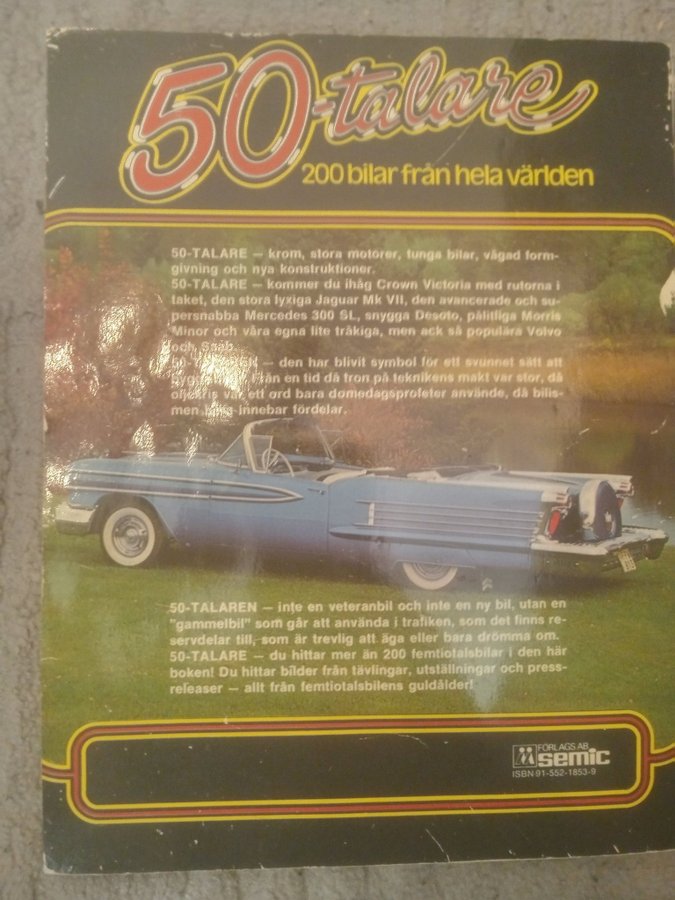 50-talare
200 bilar från hela världen
50-TALARE — krom, stora motorer, tunga bilar, vågad form-
givning och nya konstruktioner.
50-TALARE — kommer du ihåg Crown Victoria med rutorna i
taket, den stora lyxiga Jaguar Mk VII, den avancerade och su-
persnabba Mercedes 300 SL, snygga Desoto, pålitliga Morris
Minor och våra egna lite tråkiga, men ack så populära Volvo
och Saab.
— den har blivit symbol för ett svunnet sätt att
från en tid då tron på teknikens makt var stor, då
oljekris var ett ord bara domedagsprofeter använde, då bilis-
men innebar fördelar.
50-TALAREN — inte en veteranbil och inte en ny bil, utan en
"gammelbil" som går att använda i trafiken, som det finns re-
servdelar till, som är trevlig att äga eller bara drömma om.
50-TALARE — du hittar mer än 200 femtiotalsbilar i den här
boken! Du hittar bilder från tävlingar, utställningar och press-
releaser — allt från femtiotalsbilens guldålder!
FÖRLAGS AB
semic
ISBN 91-552-1853-9